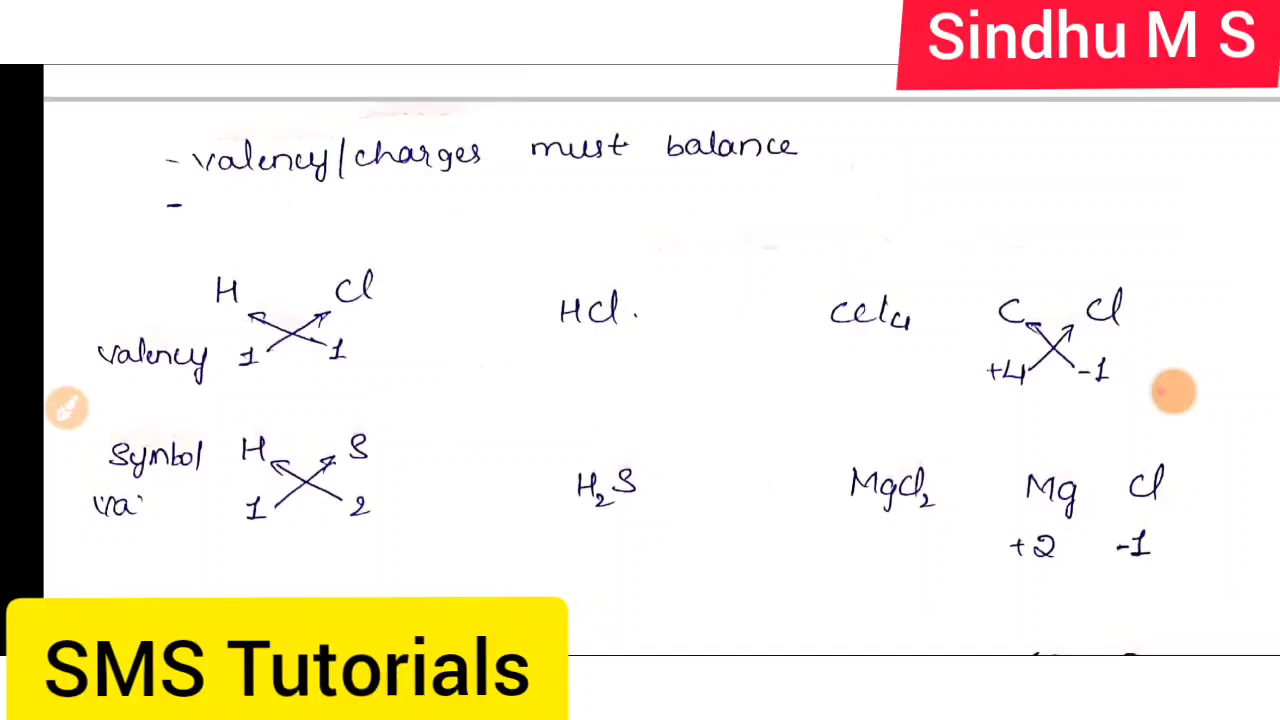 Sindhu M S
- valency/charges must balance
-
H Cl HCl. CCl4 C Cl
valency 1 1 +4 -1
Symbol H S H2S MgCl2 Mg Cl
va 1 2 +2 -1
SMS Tutorials